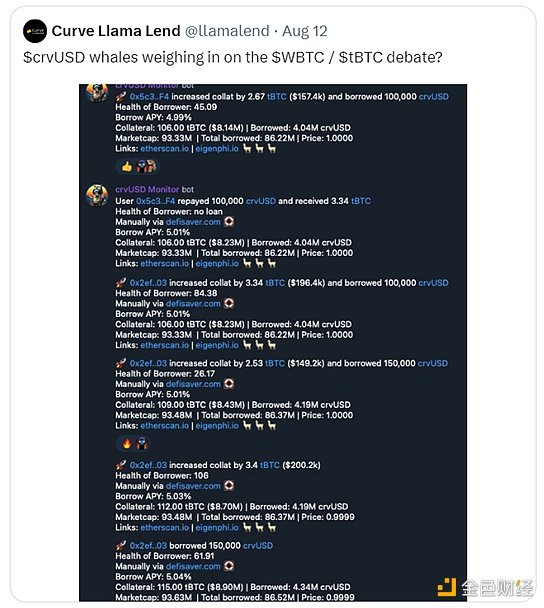 Curve Llama Lend @llamalend · Aug 12
$crvUSD whales weighing in on the $WBTC / $tBTC debate?
crvUSD Monitor bot
0x5c3..F4 increased collat by 2.67 tBTC ($157.4k) and borrowed 100,000 crvUSD
Health of Borrower: 45.09
Borrow APY: 4.99%
Collateral: 106.00 tBTC ($8.14M) | Borrowed: 4.04M crvUSD
Marketcap: 93.33M | Total borrowed: 86.22M | Price: 1.0000
Links: etherscan.io | eigenphi.io
crvUSD Monitor bot
User 0x5c3..F4 repayed 100,000 crvUSD and received 3.34 tBTC
Health of Borrower: no loan
Manually via defisaver.com
Borrow APY: 5.01%
Collateral: 106.00 tBTC ($8.23M) | Borrowed: 4.04M crvUSD
Marketcap: 93.33M | Total borrowed: 86.22M | Price: 1.0000
Links: etherscan.io | eigenphi.io
0x2ef..03 increased collat by 3.34 tBTC ($196.4k) and borrowed 100,000 crvUSD
Health of Borrower: 84.38
Manually via defisaver.com
Borrow APY: 5.01%
Collateral: 106.00 tBTC ($8.23M) | Borrowed: 4.04M crvUSD
Marketcap: 93.33M | Total borrowed: 86.22M | Price: 1.0000
Links: etherscan.io | eigenphi.io
0x2ef..03 increased collat by 2.53 tBTC ($149.2k) and borrowed 150,000 crvUSD
Health of Borrower: 26.17
Manually via defisaver.com
Borrow APY: 5.01%
Collateral: 109.00 tBTC ($8.43M) | Borrowed: 4.19M crvUSD
Marketcap: 93.48M | Total borrowed: 86.37M | Price: 1.0000
Links: etherscan.io | eigenphi.io
0x2ef..03 increased collat by 3.4 tBTC ($200.2k)
Health of Borrower: 106
Manually via defisaver.com
Borrow APY: 5.03%
Collateral: 112.00 tBTC ($8.70M) | Borrowed: 4.19M crvUSD
Marketcap: 93.48M | Total borrowed: 86.37M | Price: 0.9999
Links: etherscan.io | eigenphi.io
0x2ef..03 borrowed 150,000 crvUSD
Health of Borrower: 61.91
Manually via defisaver.com
Borrow APY: 5.04%
Collateral: 115.00 tBTC ($8.90M) | Borrowed: 4.34M crvUSD
Marketcap: 93.63M | Total borrowed: 86.52M | Price: 0.9999
金色财经